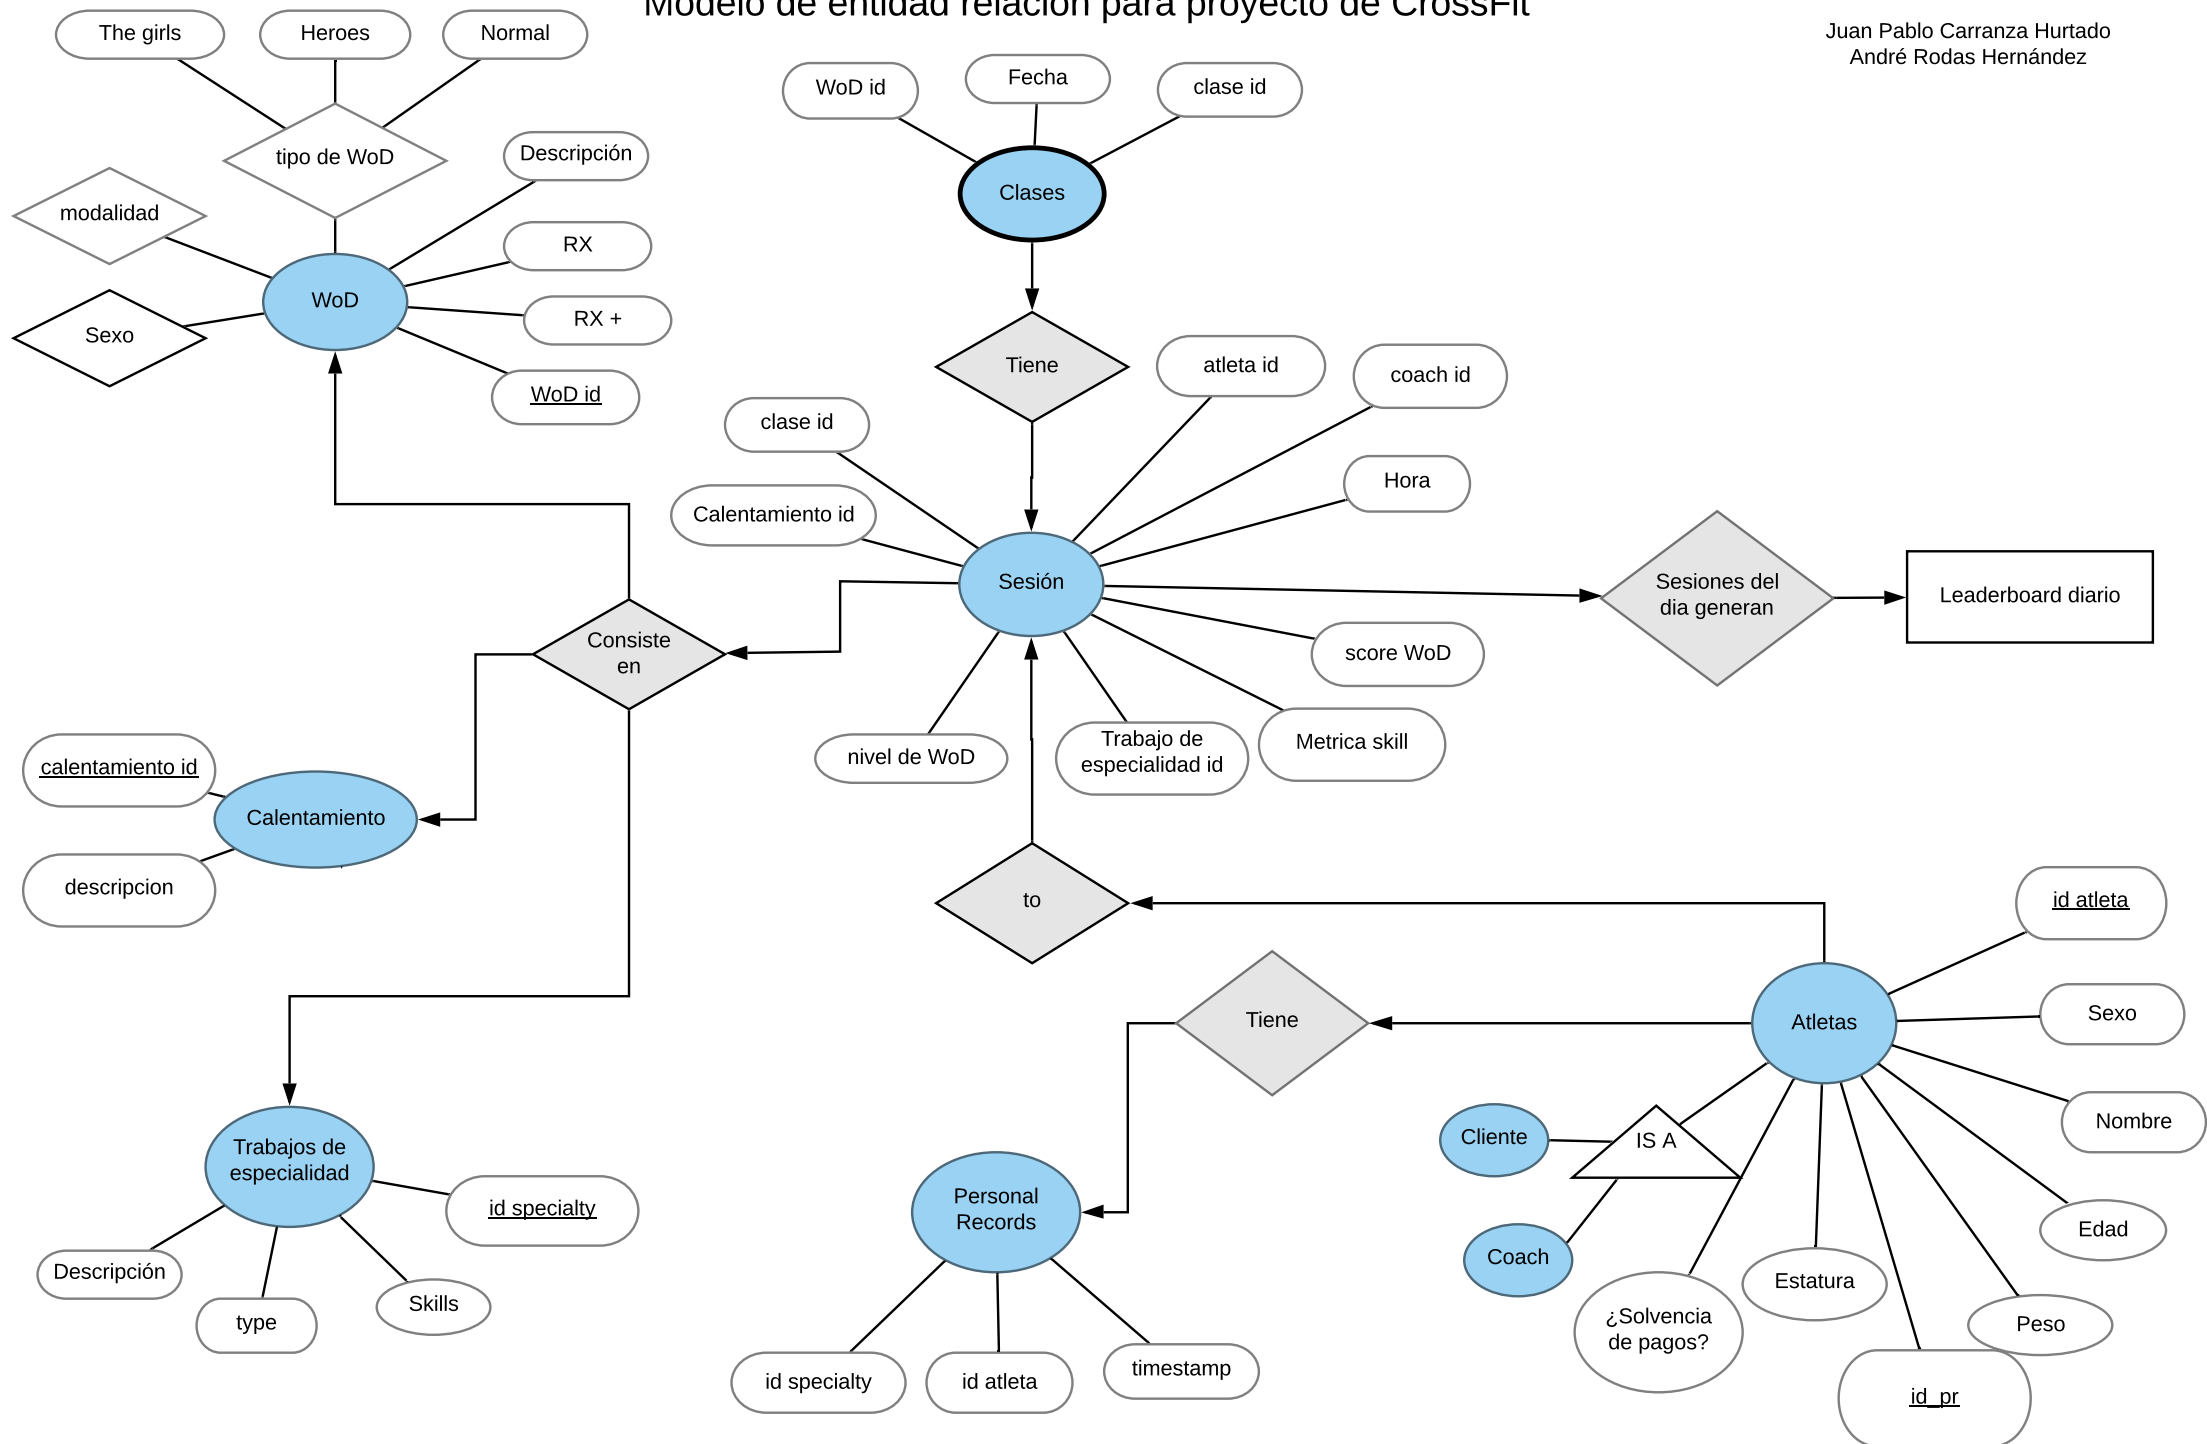 Modelo de entidad relación para proyecto de CrossFit
Juan Pablo Carranza Hurtado
André Rodas Hernández
The girls
Heroes
Normal
tipo de WoD
modalidad
Sexo
WoD
Descripción
RX
RX +
WoD id
WoD id
Fecha
clase id
Clases
Tiene
atleta id
coach id
clase id
Hora
Calentamiento id
Sesión
Sesiones del
dia generan
Leaderboard diario
Consiste
en
score WoD
Metrica skill
nivel de WoD
Trabajo de
especialidad id
calentamiento id
Calentamiento
descripcion
to
id atleta
Tiene
Atletas
Sexo
Nombre
Cliente
IS A
Coach
Edad
Estatura
¿Solvencia
de pagos?
Peso
id_pr
Trabajos de
especialidad
id specialty
Descripción
type
Skills
Personal
Records
id specialty
id atleta
timestamp